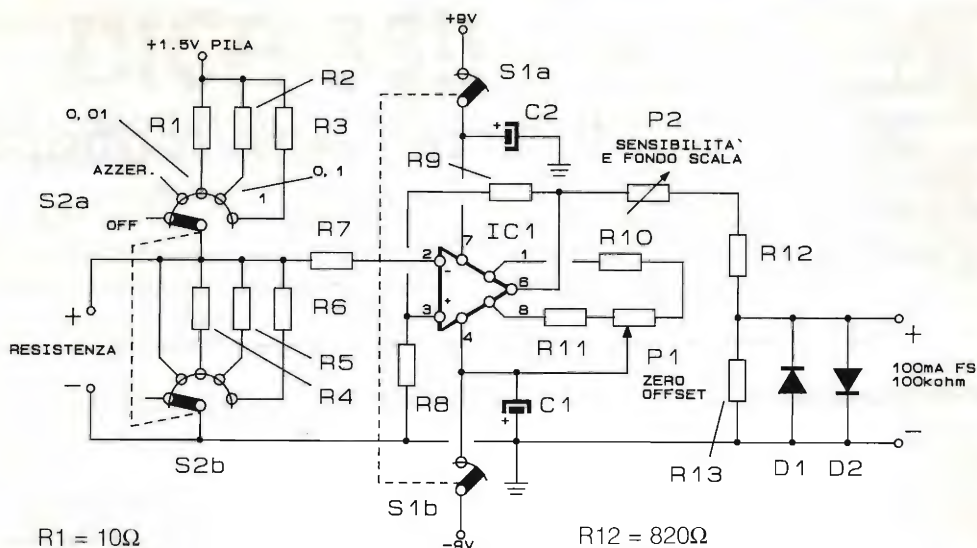 +9V
+1.5V PILA
S1a
R2
C2
P2
0,01
R1
R3
SENSIBILITA`
E FONDO SCALA
R9
AZZER.
0,1
S2a
1
7
IC1
OFF
R7
R10
1
2
-
6
R12
3
+
8
+
R6
4
R11
+
RESISTENZA
R5
P1
100mA FS
100kohm
-
R4
R8
ZERO
OFFSET
C1
+
-
R13
D1
D2
S2b
S1b
R1 = 10Ω
-9V
R12 = 820Ω